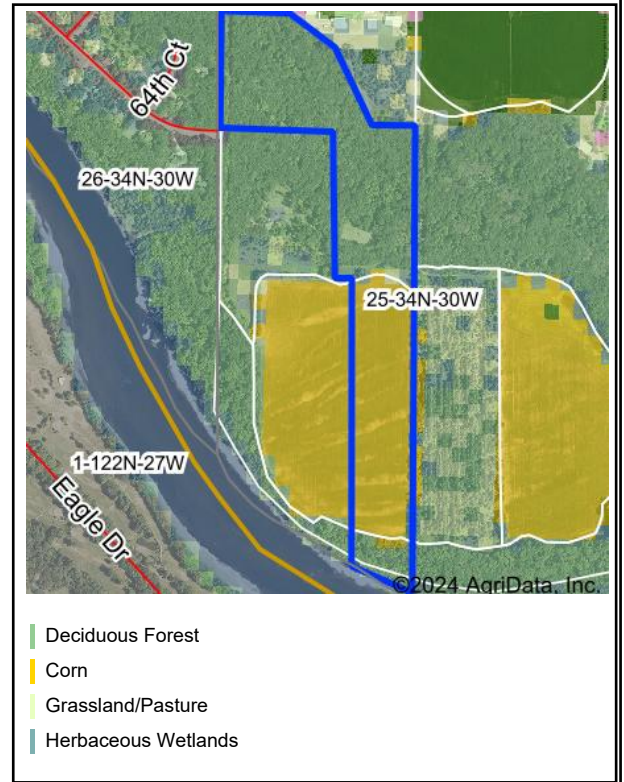 64th Ct
26-34N-30W
25-34N-30W
1-122N-27W
Eagle Dr
©2024 AgriData, Inc.
Deciduous Forest
Corn
Grassland/Pasture
Herbaceous Wetlands